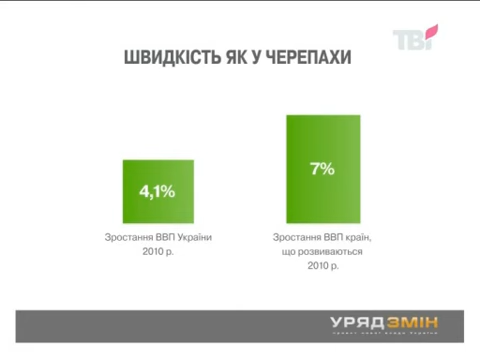 ТВі
ШВИДКІСТЬ ЯК У ЧЕРЕПАХИ
4,1%
7%
Зростання ВВП України
2010 р.
Зростання ВВП країн,
що розвиваються
2010 р.
УРЯДЗМІН